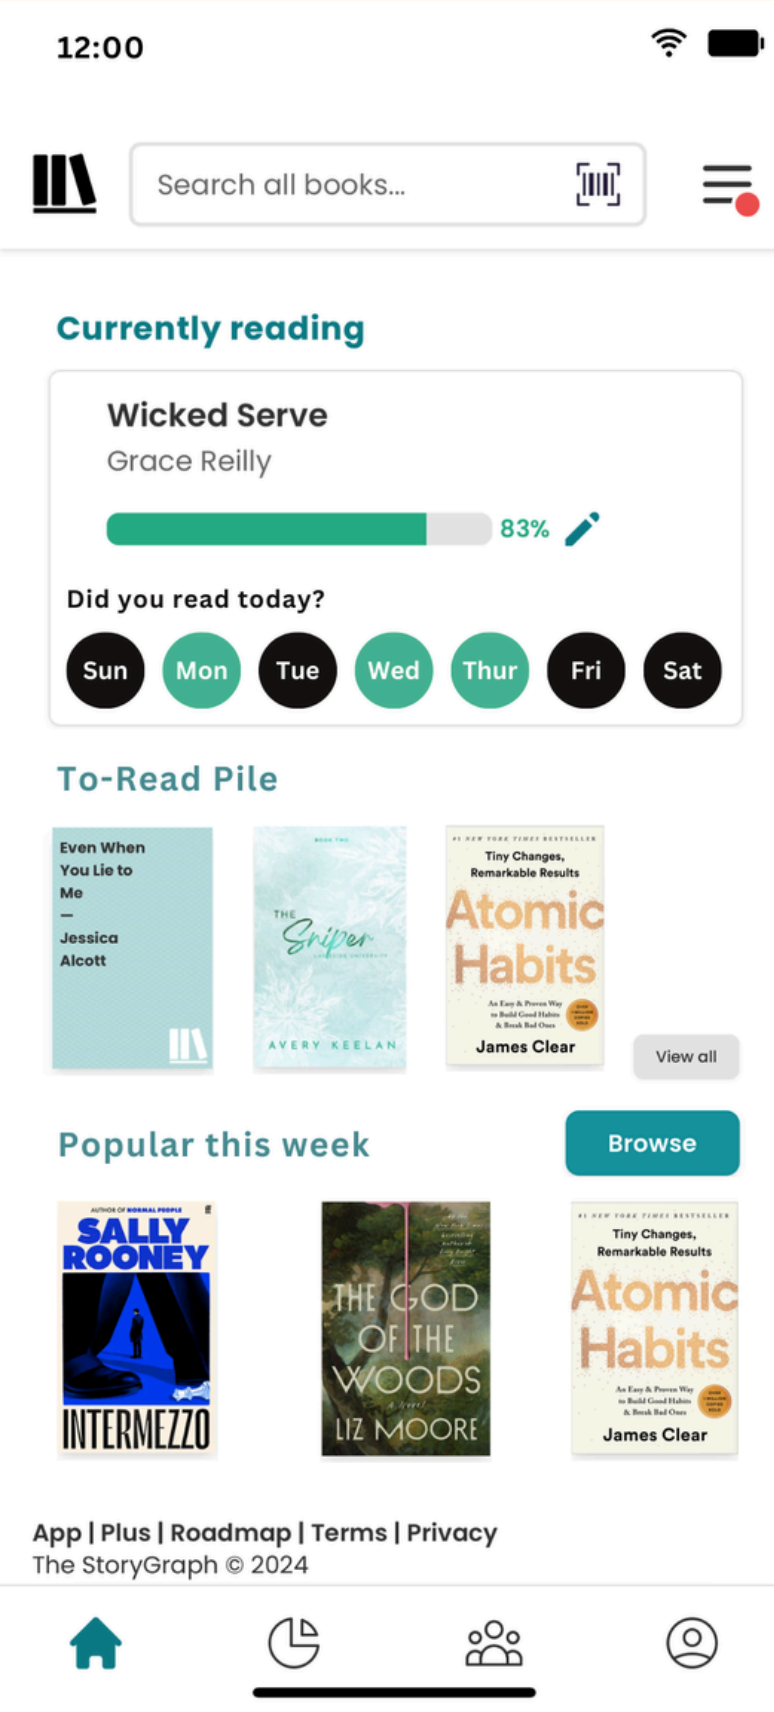 12:00
Search all books...
Currently reading
Wicked Serve
Grace Reilly
83%
Did you read today?
Sun Mon Tue Wed Thur Fri Sat
To-Read Pile
Even When
You Lie to
Me
—
Jessica
Alcott
BOOK TWO
THE
Sniper
LAKESIDE UNIVERSITY
AVERY KEELAN
#1 NEW YORK TIMES BESTSELLER
Tiny Changes,
Remarkable Results
Atomic
Habits
An Easy & Proven Way
to Build Good Habits
& Break Bad Ones
James Clear
View all
Popular this week
Browse
AUTHOR OF NORMAL PEOPLE
ff
SALLY
ROONEY
INTERMEZZO
THE GOD
OF THE
WOODS
A Novel
LIZ MOORE
#1 NEW YORK TIMES BESTSELLER
Tiny Changes,
Remarkable Results
Atomic
Habits
An Easy & Proven Way
to Build Good Habits
& Break Bad Ones
James Clear
App | Plus | Roadmap | Terms | Privacy
The StoryGraph © 2024